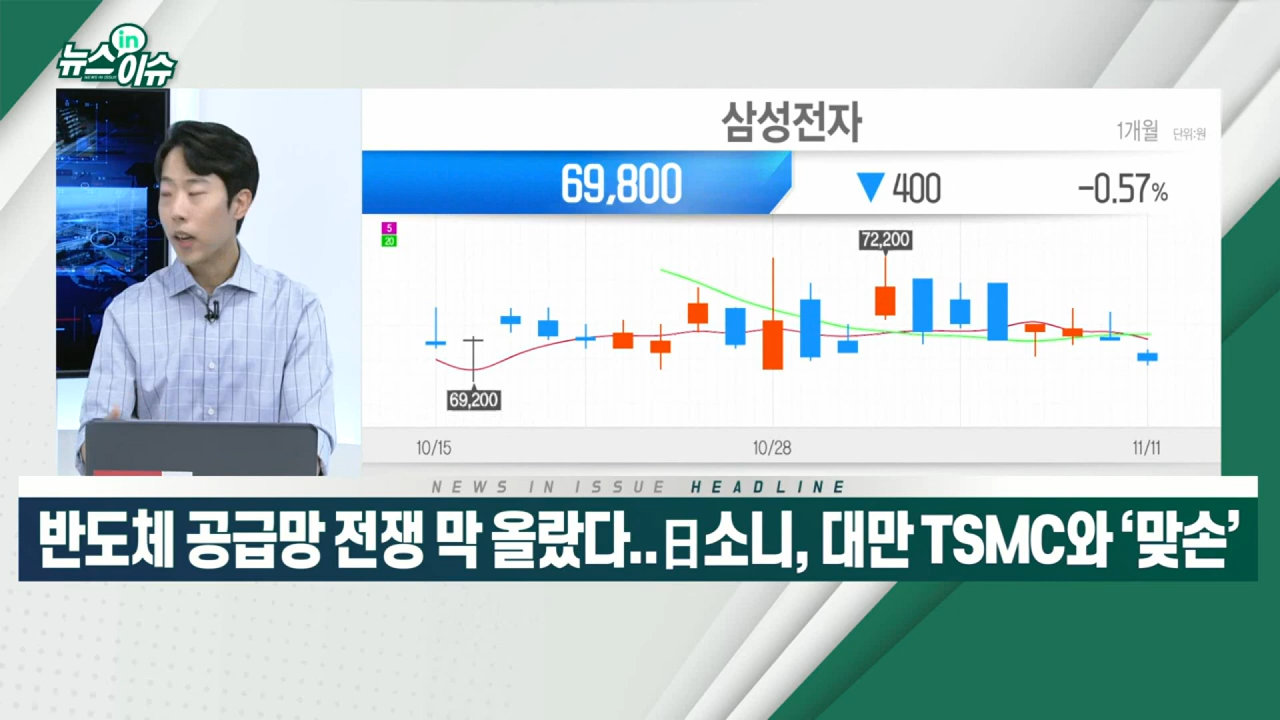 뉴스in이슈
삼성전자
1개월 단위:원
69,800 ▼400 -0.57%
5
20
72,200
69,200
10/15 10/28 11/11
NEWS IN ISSUE HEADLINE
반도체 공급망 전쟁 막 올랐다..日소니, 대만 TSMC와 ‘맞손’